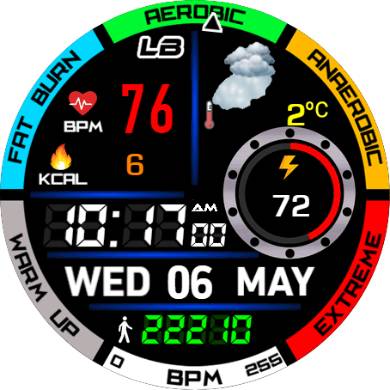 AEROBIC
LB
FAT BURN
ANAEROBIC
76
BPM
2°C
6
KCAL
72
10:17 AM
00
WED 06 MAY
WARM UP
EXTREME
22210
0 BPM 255